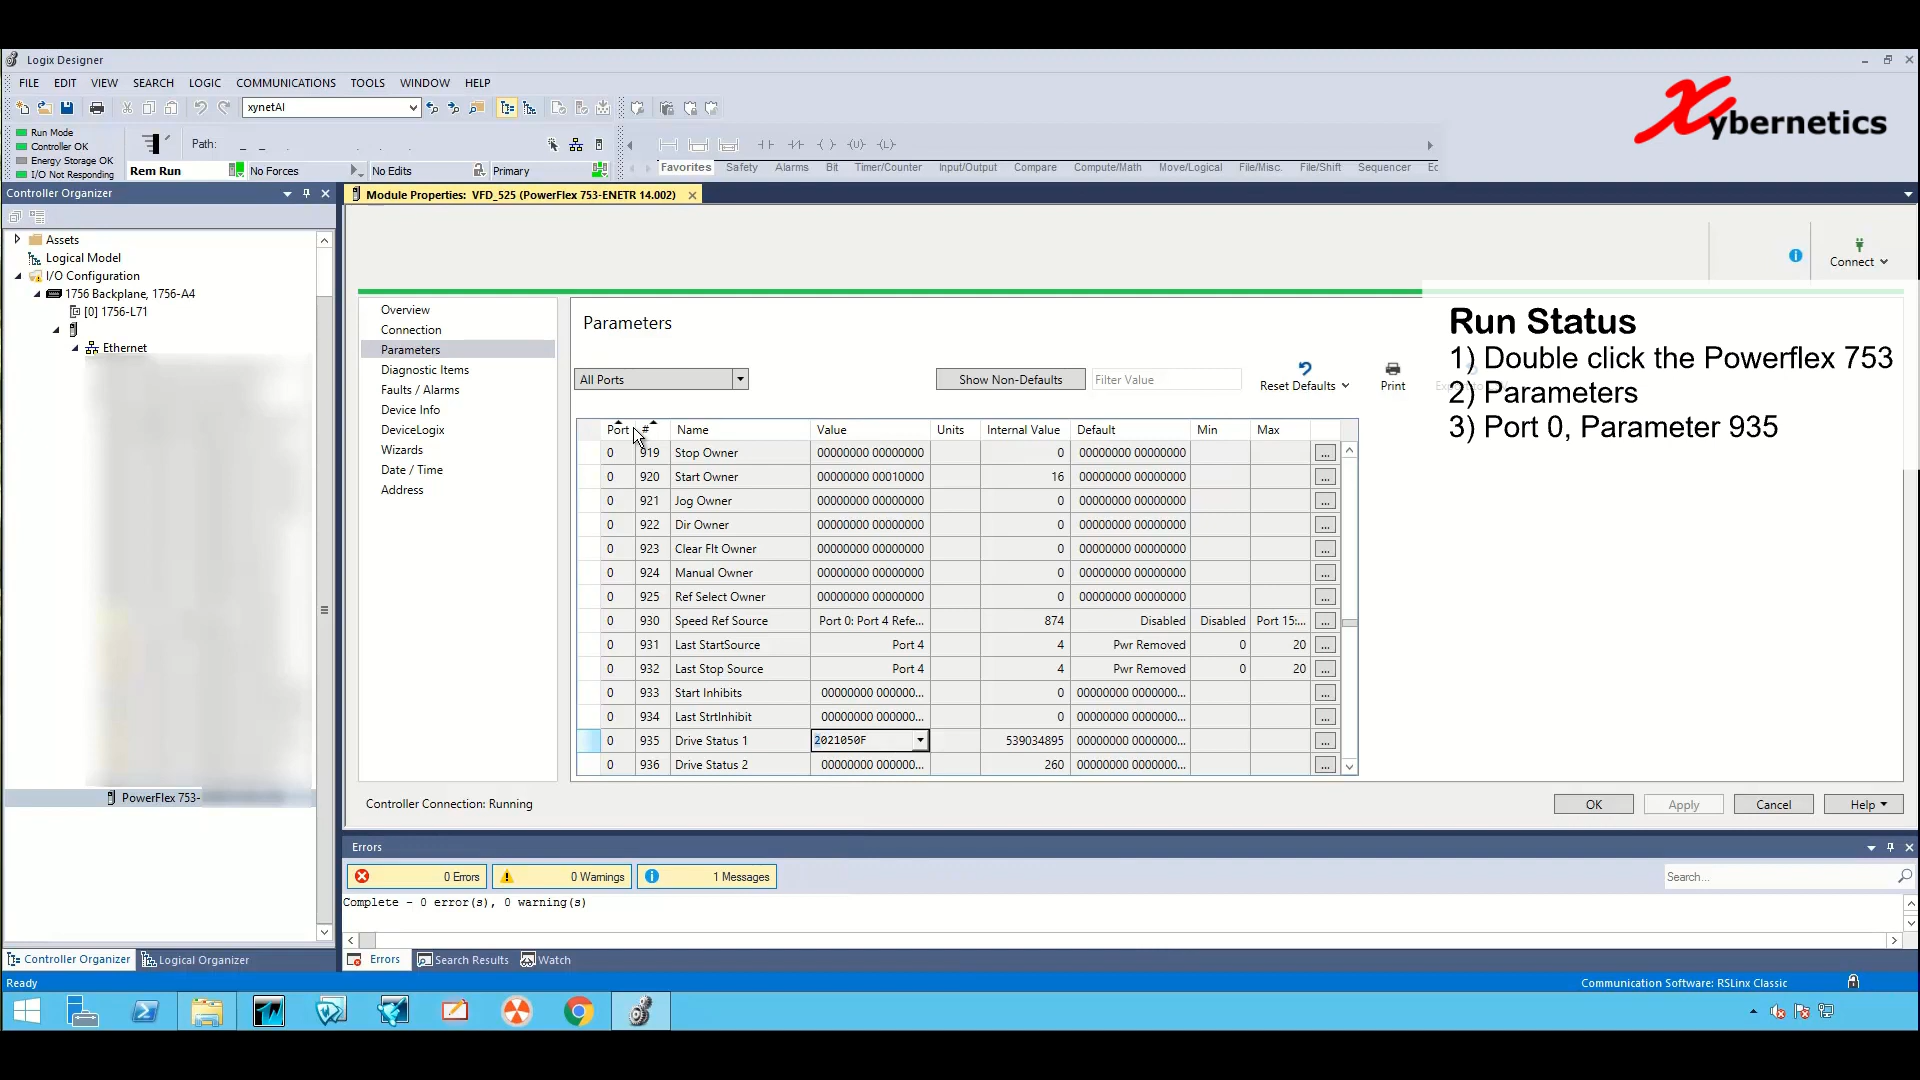 Logix Designer
FILE EDIT VIEW SEARCH LOGIC COMMUNICATIONS TOOLS WINDOW HELP
xynetAI
Xybernetics
Run Mode
Controller OK
Energy Storage OK
I/O Not Responding
Path:
Rem Run No Forces No Edits Primary
Favorites Safety Alarms Bit Timer/Counter Input/Output Compare Compute/Math Move/Logical File/Misc. File/Shift Sequencer
Controller Organizer
Module Properties: VFD_525 (PowerFlex 753-ENETR 14.002)
Assets
Logical Model
I/O Configuration
1756 Backplane, 1756-A4
[0] 1756-L71
Ethernet
PowerFlex 753-
Connect
Overview
Connection
Parameters
Diagnostic Items
Faults / Alarms
Device Info
DeviceLogix
Wizards
Date / Time
Address
Parameters
All Ports
Show Non-Defaults
Filter Value
Reset Defaults
Print
Run Status
1) Double click the Powerflex 753
2) Parameters
3) Port 0, Parameter 935
Port # Name Value Units Internal Value Default Min Max
0 919 Stop Owner 00000000 00000000 0 00000000 00000000 ...
0 920 Start Owner 00000000 00010000 16 00000000 00000000 ...
0 921 Jog Owner 00000000 00000000 0 00000000 00000000 ...
0 922 Dir Owner 00000000 00000000 0 00000000 00000000 ...
0 923 Clear Flt Owner 00000000 00000000 0 00000000 00000000 ...
0 924 Manual Owner 00000000 00000000 0 00000000 00000000 ...
0 925 Ref Select Owner 00000000 00000000 0 00000000 00000000 ...
0 930 Speed Ref Source Port 0: Port 4 Refe... 874 Disabled Disabled Port 15:... ...
0 931 Last StartSource Port 4 4 Pwr Removed 0 20 ...
0 932 Last Stop Source Port 4 4 Pwr Removed 0 20 ...
0 933 Start Inhibits 00000000 000000... 0 00000000 0000000... ...
0 934 Last StrtInhibit 00000000 000000... 0 00000000 0000000... ...
0 935 Drive Status 1 2021050F 539034895 00000000 0000000... ...
0 936 Drive Status 2 00000000 000000... 260 00000000 0000000... ...
Controller Connection: Running
OK Apply Cancel Help
Errors
0 Errors 0 Warnings 1 Messages
Search...
Complete - 0 error(s), 0 warning(s)
Controller Organizer Logical Organizer
Errors Search Results Watch
Ready
Communication Software: RSLinx Classic